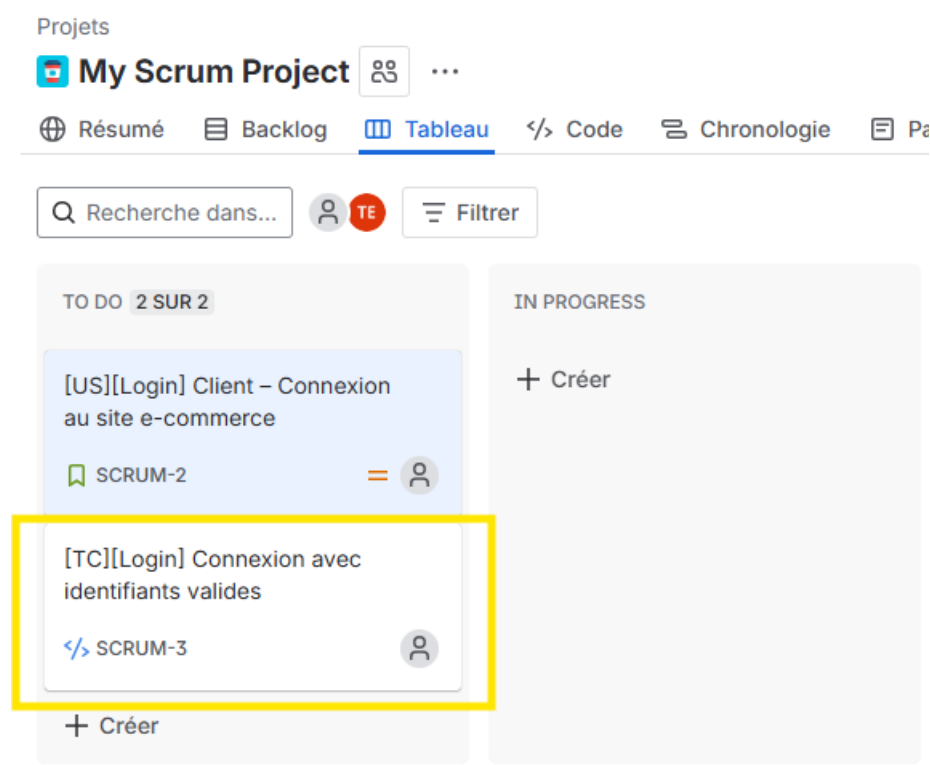 Projets
My Scrum Project
Résumé Backlog Tableau Code Chronologie
Recherche dans... TE Filtrer
TO DO 2 SUR 2
IN PROGRESS
[US][Login] Client – Connexion
au site e-commerce
SCRUM-2
[TC][Login] Connexion avec
identifiants valides
SCRUM-3
+ Créer
+ Créer